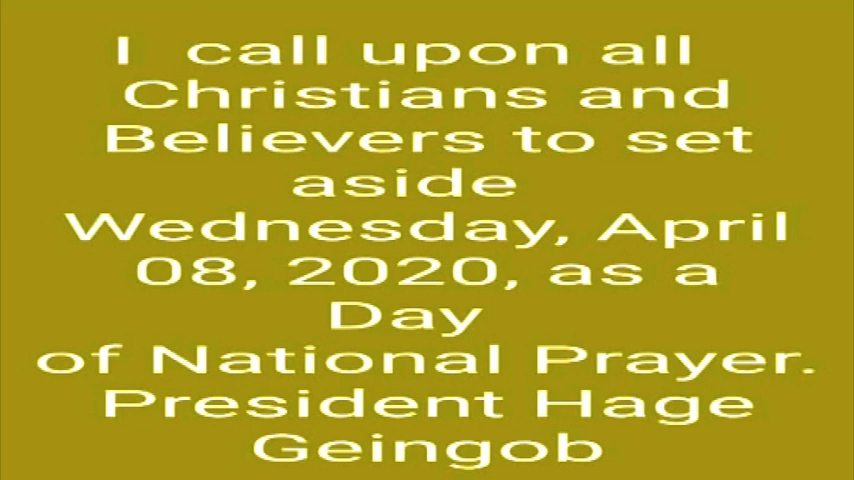 I call upon all
Christians and
Believers to set
aside
Wednesday, April
08, 2020, as a
Day
of National Prayer.
President Hage
Geingob